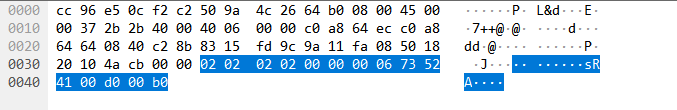 0000 cc 96 e5 0c f2 c2 50 9a 4c 26 64 b0 08 00 45 00 ······P· L&d···E·
0010 00 37 2b 2b 40 00 40 06 00 00 c0 a8 64 ec c0 a8 ·7++@·@· ····d···
0020 64 64 08 40 c2 8b 83 15 fd 9c 9a 11 fa 08 50 18 dd·@···· ······P·
0030 20 10 4a cb 00 00 02 02 02 02 00 00 00 06 73 52 ·J····· ······sR
0040 41 00 d0 00 b0 A····